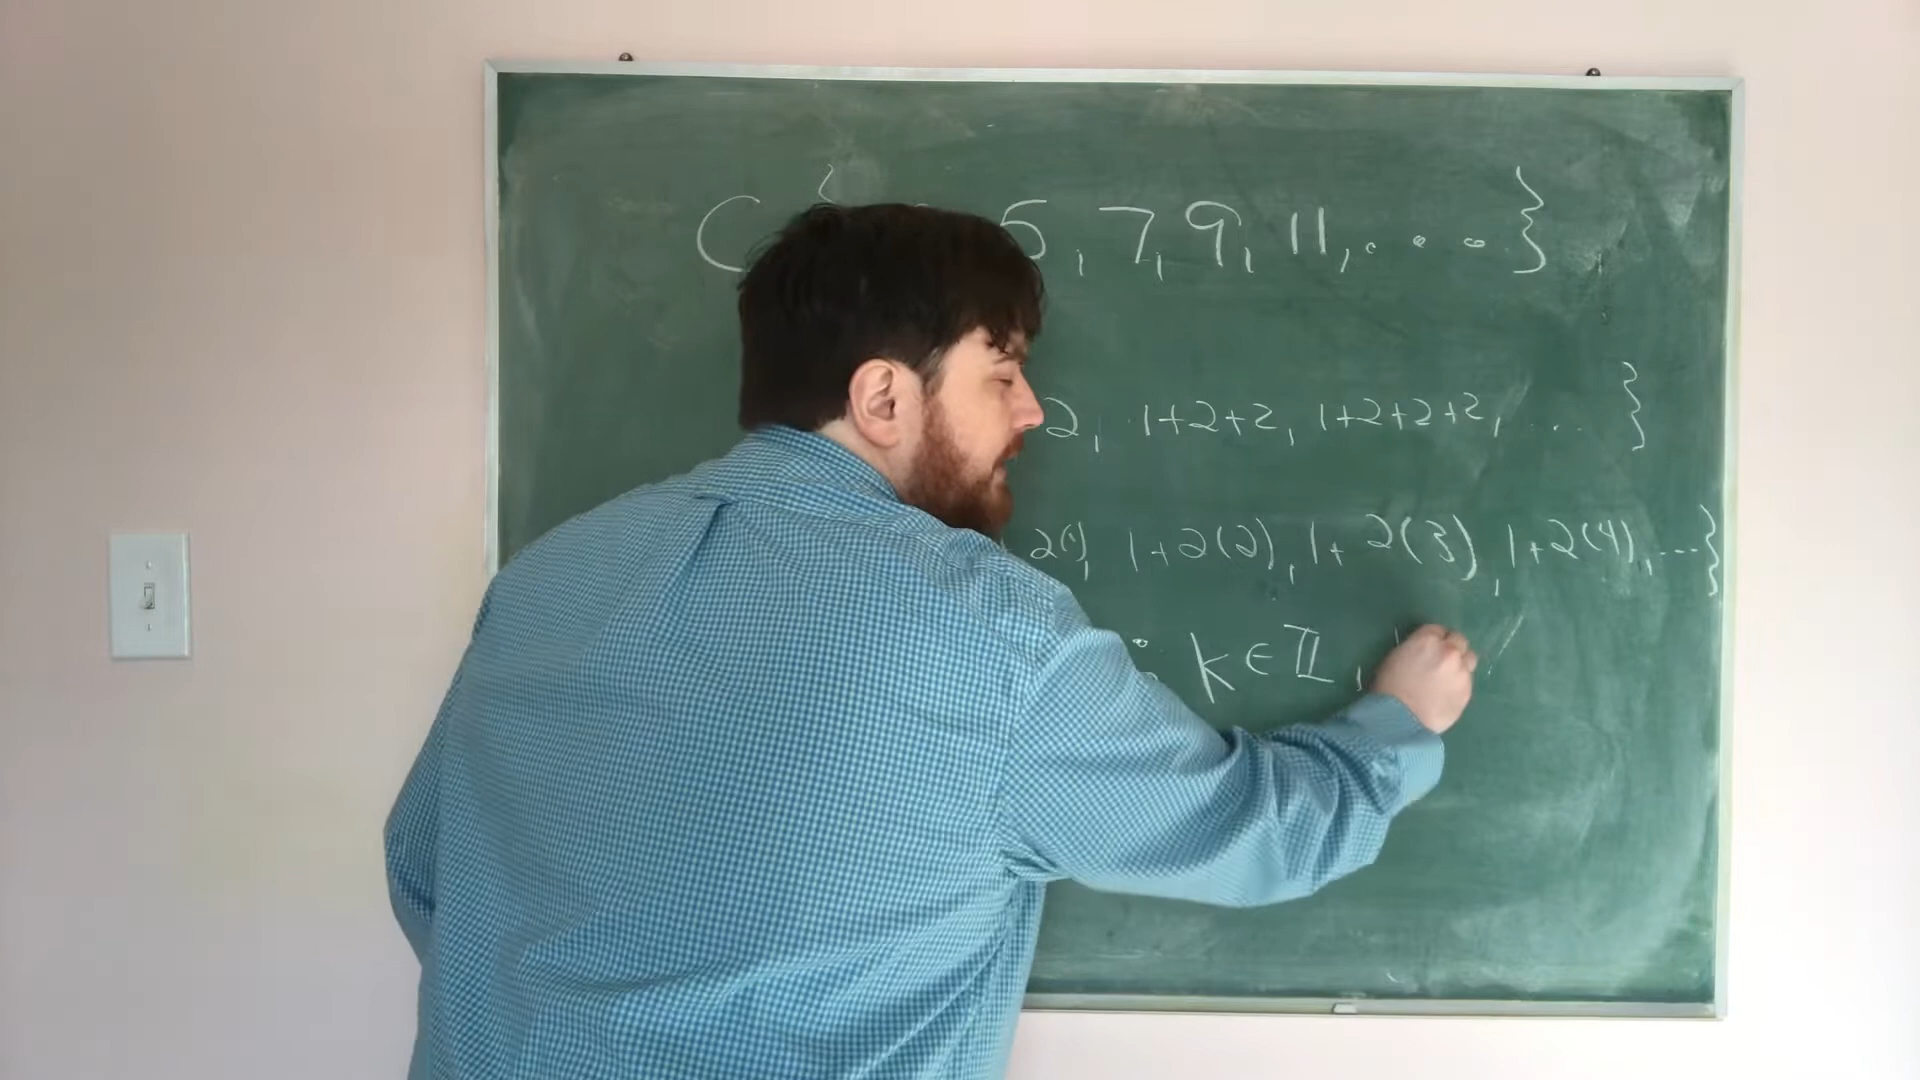 C { 5, 7, 9, 11, ... }
2, 1+2+2, 1+2+2+2, ... }
2(1), 1+2(2), 1+2(3), 1+2(4), ... }
: k ∈ ℤ,